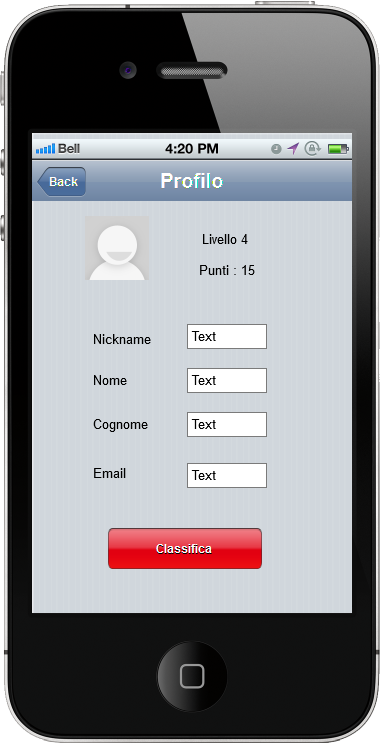 Bell 4:20 PM
Back Profilo
Livello 4
Punti : 15
Nickname Text
Nome Text
Cognome Text
Email Text
Classifica